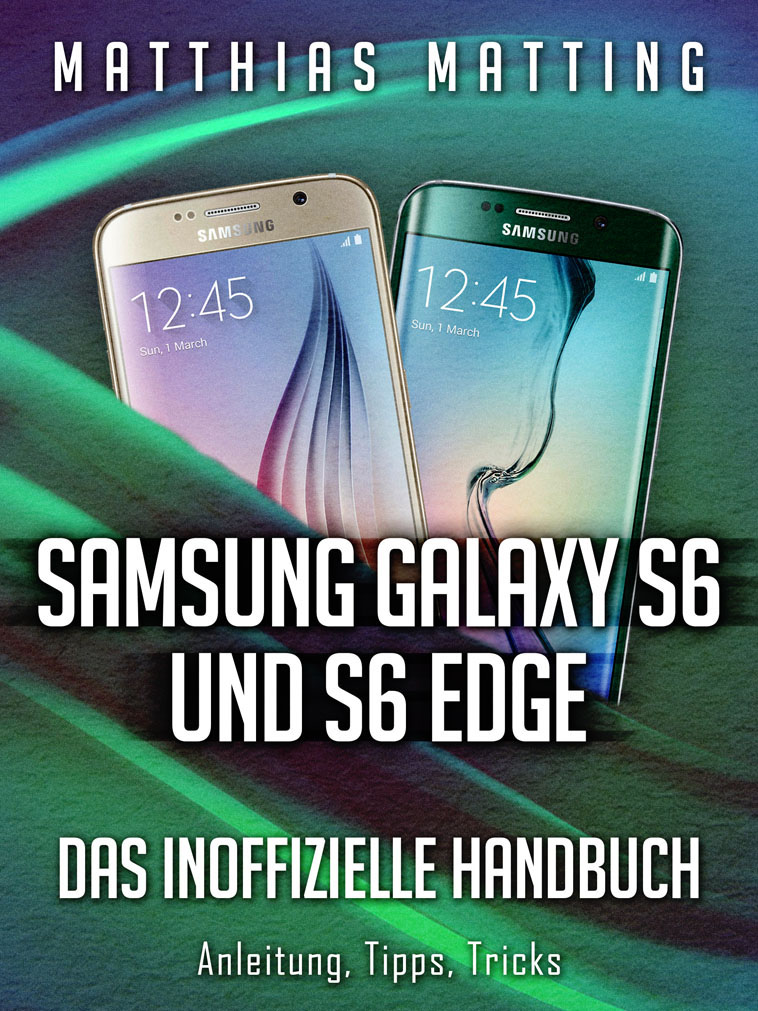 MATTHIAS MATTING
SAMSUNG
12:45
Sun, 1 March
SAMSUNG
12:45
Sun, 1 March
SAMSUNG GALAXY S6
UND S6 EDGE
DAS INOFFIZIELLE HANDBUCH
Anleitung, Tipps, Tricks